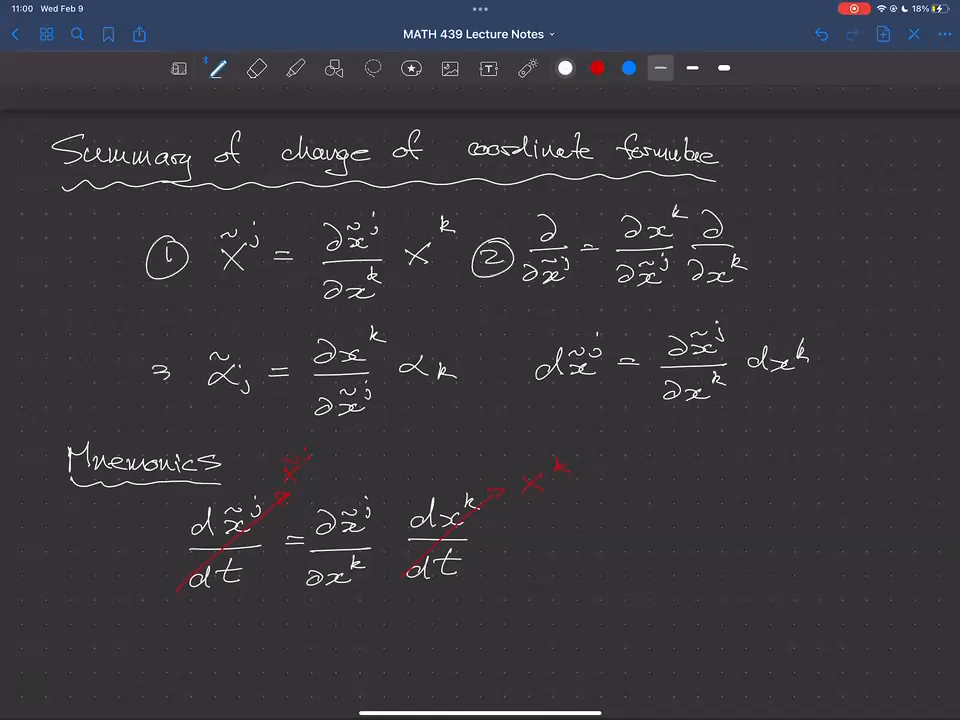 11:00 Wed Feb 9 18%
MATH 439 Lecture Notes
Summary of change of coordinate formulae
① X̃ʲ = ∂x̃ʲ/∂xᵏ Xᵏ ② ∂/∂x̃ʲ = ∂xᵏ/∂x̃ʲ ∂/∂xᵏ
3 α̃ⱼ = ∂xᵏ/∂x̃ʲ αₖ dx̃ʲ = ∂x̃ʲ/∂xᵏ dxᵏ
Mnemonics
X̃ʲ Xᵏ
dx̃ʲ/dt = ∂x̃ʲ/∂xᵏ dxᵏ/dt